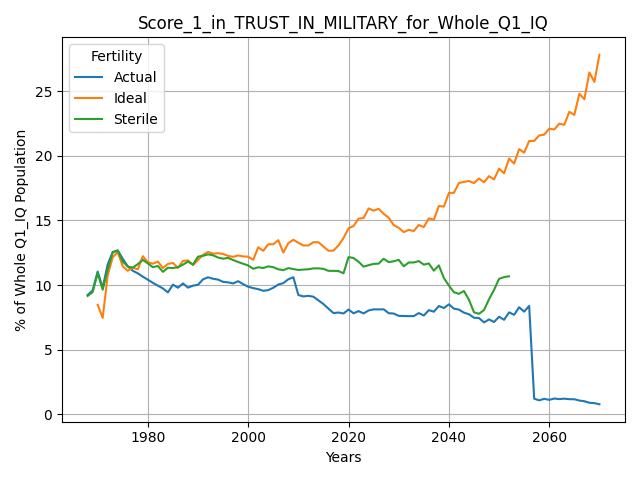 Score_1_in_TRUST_IN_MILITARY_for_Whole_Q1_IQ
Fertility
Actual
Ideal
Sterile
% of Whole Q1_IQ Population
25
20
15
10
5
0
1980
2000
2020
2040
2060
Years